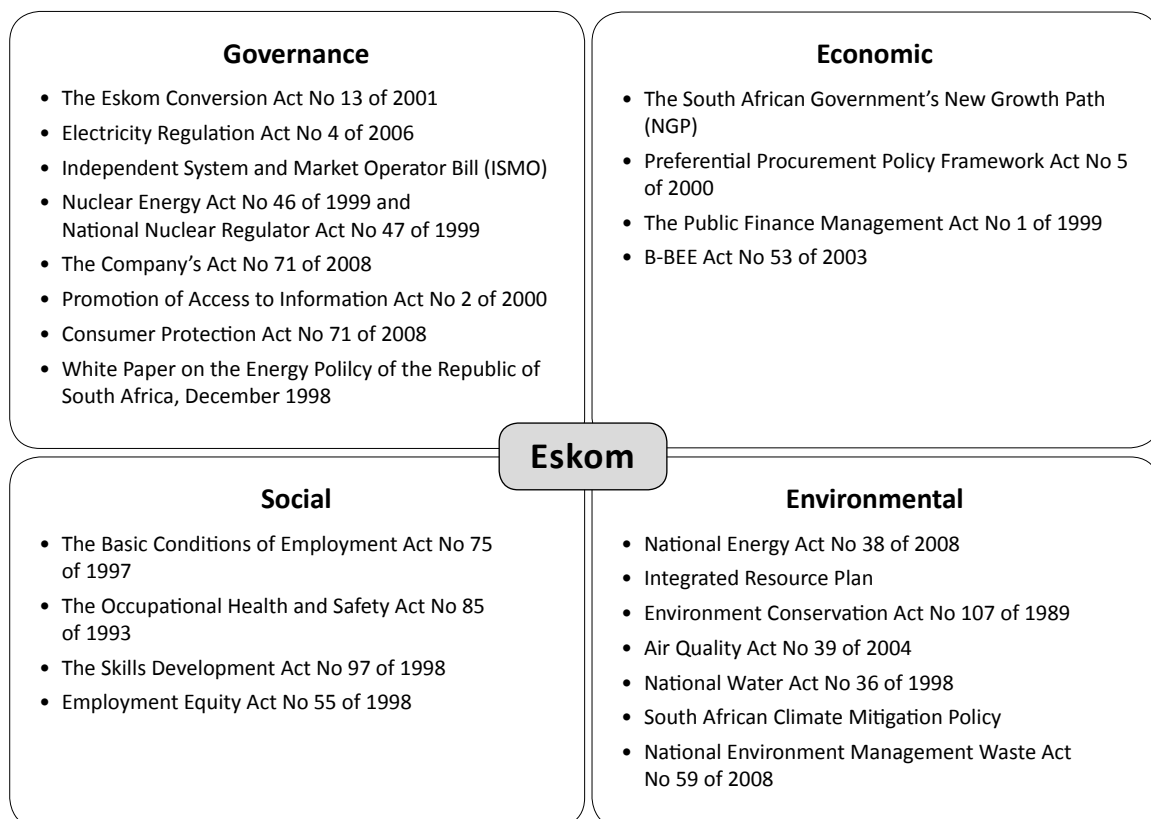 Governance
• The Eskom Conversion Act No 13 of 2001
• Electricity Regulation Act No 4 of 2006
• Independent System and Market Operator Bill (ISMO)
• Nuclear Energy Act No 46 of 1999 and
National Nuclear Regulator Act No 47 of 1999
• The Company's Act No 71 of 2008
• Promotion of Access to Information Act No 2 of 2000
• Consumer Protection Act No 71 of 2008
• White Paper on the Energy Polilcy of the Republic of
South Africa, December 1998
Economic
• The South African Government's New Growth Path
(NGP)
• Preferential Procurement Policy Framework Act No 5
of 2000
• The Public Finance Management Act No 1 of 1999
• B-BEE Act No 53 of 2003
Eskom
Social
• The Basic Conditions of Employment Act No 75
of 1997
• The Occupational Health and Safety Act No 85
of 1993
• The Skills Development Act No 97 of 1998
• Employment Equity Act No 55 of 1998
Environmental
• National Energy Act No 38 of 2008
• Integrated Resource Plan
• Environment Conservation Act No 107 of 1989
• Air Quality Act No 39 of 2004
• National Water Act No 36 of 1998
• South African Climate Mitigation Policy
• National Environment Management Waste Act
No 59 of 2008